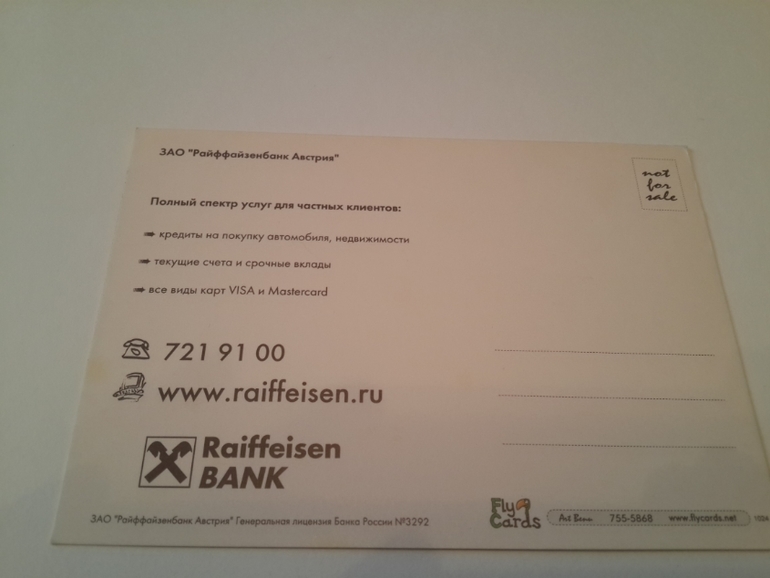 ЗАО "Райффайзенбанк Австрия"
not
for
sale
Полный спектр услуг для частных клиентов:
кредиты на покупку автомобиля, недвижимости
текущие счета и срочные вклады
все виды карт VISA и Mastercard
721 91 00
www.raiffeisen.ru
Raiffeisen
BANK
ЗАО "Райффайзенбанк Австрия" Генеральная лицензия Банка России №3292
Fly
Cards
755-5868 www.flycards.net